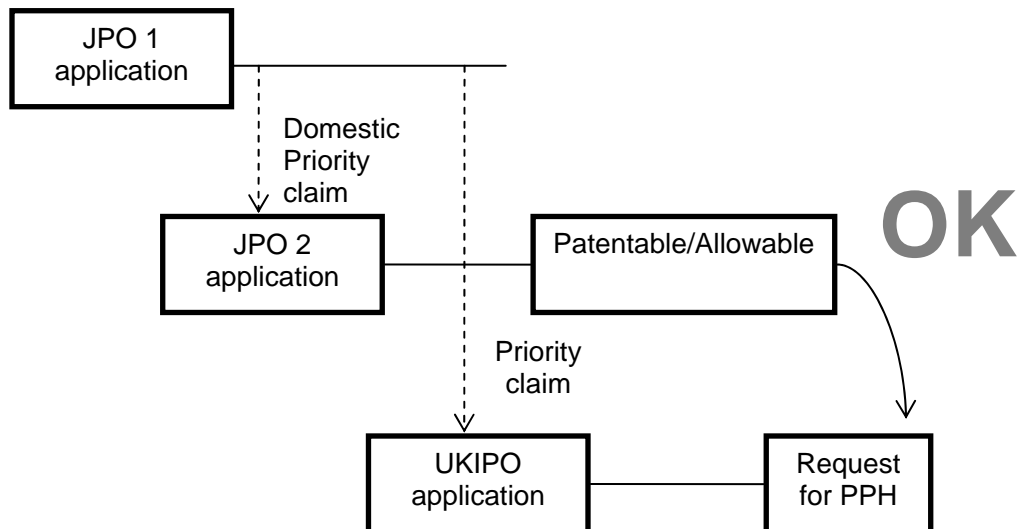 JPO 1
application
Domestic
Priority
claim
OK
JPO 2
application
Patentable/Allowable
Priority
claim
UKIPO
application
Request
for PPH